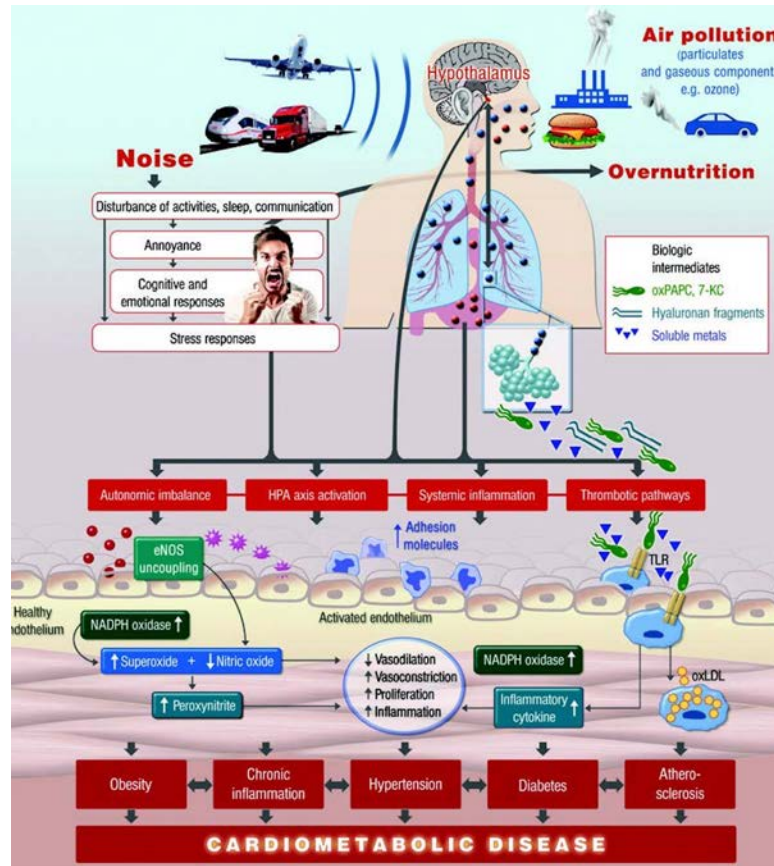 Air pollution
(particulates
and gaseous component
e.g. ozone)
Hypothalamus
Noise
Overnutrition
Disturbance of activities, sleep, communication
Annoyance
Cognitive and
emotional responses
Stress responses
Biologic
intermediates
oxPAPC, 7-KC
Hyaluronan fragments
Soluble metals
Autonomic imbalance
HPA axis activation
Systemic inflammation
Thrombotic pathways
eNOS
uncoupling
↑ Adhesion
molecules
TLR
Healthy
endothelium
Activated endothelium
NADPH oxidase ↑
↑ Superoxide + ↓ Nitric oxide
↑ Peroxynitrite
↓ Vasodilation
↑ Vasoconstriction
↑ Proliferation
↑ Inflammation
NADPH oxidase ↑
Inflammatory
cytokine ↑
oxLDL
Obesity
Chronic
inflammation
Hypertension
Diabetes
Athero-
sclerosis
CARDIOMETABOLIC DISEASE